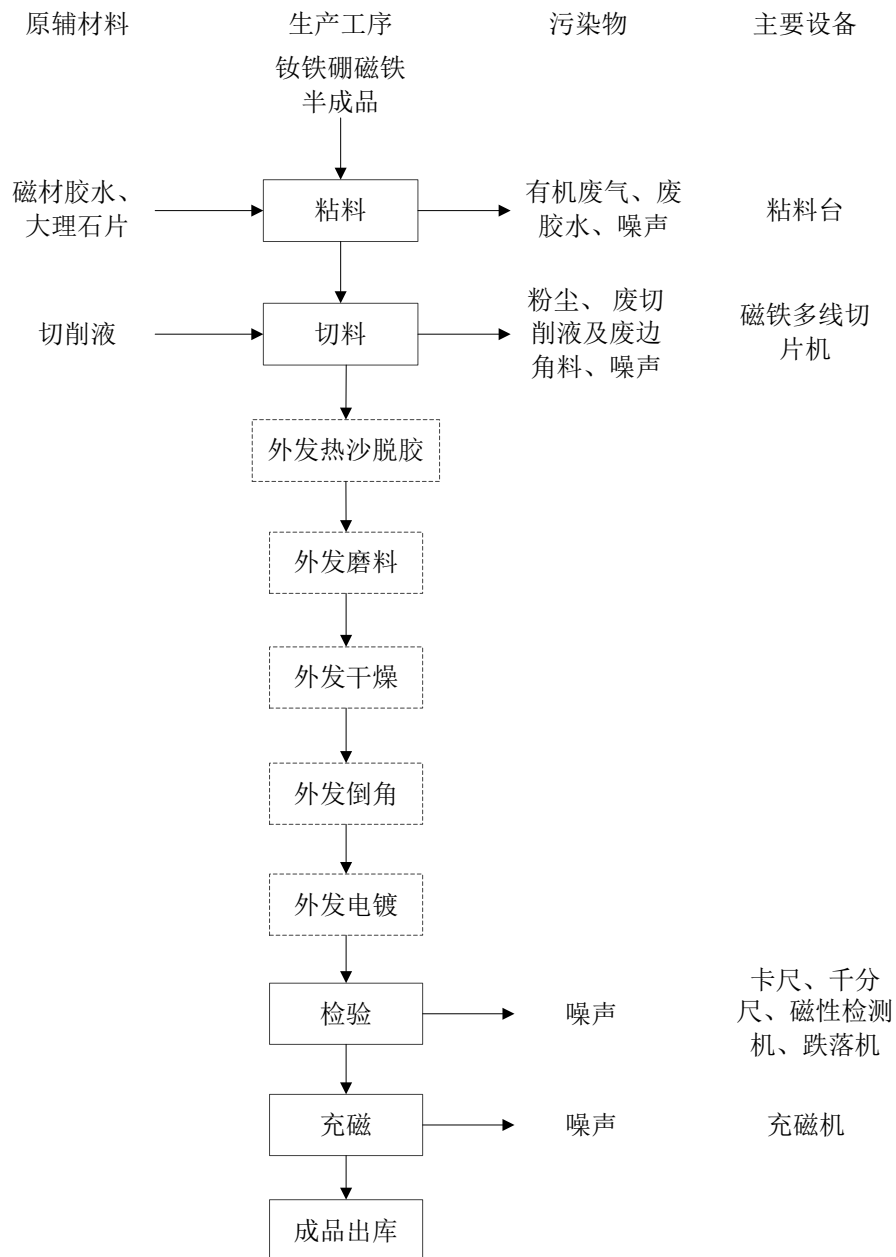 原辅材料
生产工序
污染物
主要设备
钕铁硼磁铁
半成品
磁材胶水、
大理石片
粘料
有机废气、废
胶水、噪声
粘料台
切削液
切料
粉尘、 废切
削液及废边
角料、噪声
磁铁多线切
片机
外发热沙脱胶
外发磨料
外发干燥
外发倒角
外发电镀
检验
噪声
卡尺、千分
尺、磁性检测
机、跌落机
充磁
噪声
充磁机
成品出库